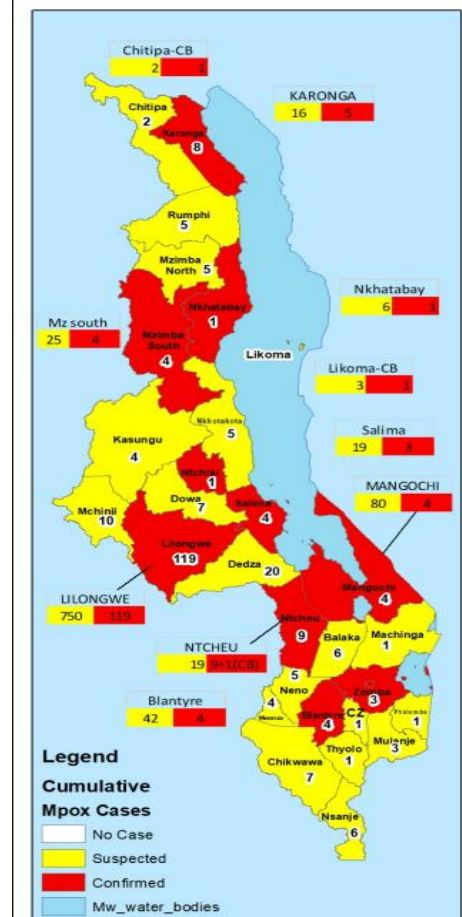 Chitipa-CB
2 1
KARONGA
16 5
Chitipa
2
Karonga
8
Rumphi
5
Mzimba
North 5
Nkhatabay
1
Nkhatabay
6 1
Mz south
25 4
Mzimba
South
4
Likoma
Likoma-CB
3 1
Nkhotakota
5
Salima
19 3
Kasungu
4
Ntchisi
1
MANGOCHI
80 4
Dowa
7
Salima
4
Mchinji
10
Lilongwe
119
Dedza 20
Mangochi
4
LILONGWE
750 119
Ntcheu
9
NTCHEU
19 9+1(CB)
Balaka
6
Machinga
1
5
Neno
4
Mwanza
Zomba
3
Blantyre
42 4
Blantyre
4
CZ
1
Phalombe
1
Mulanje
3
Thyolo
1
Chikwawa
7
Nsanje
6
Legend
Cumulative
Mpox Cases
No Case
Suspected
Confirmed
Mw_water_bodies